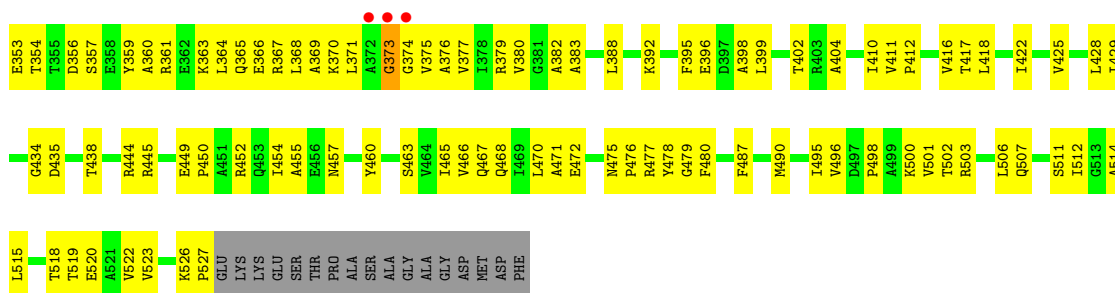 E353 T354 T355 D356 S357 E358 Y359 A360 R361 E362 K363 L364 Q365 E366 R367 L368 A369 K370 L371 A372 G373 G374 V375 A376 V377 I378 R379 V380 G381 A382 A383 L388 K392 F395 E396 D397 A398 L399 T402 R403 A404 I410 V411 P412 V416 T417 L418 I422 V425 L428 I429
G434 D435 T438 R444 R445 E449 P450 A451 R452 Q453 I454 A455 E456 N457 Y460 S463 V464 I465 V466 Q467 Q468 I469 L470 A471 E472 N475 P476 R477 Y478 G479 F480 F487 M490 I495 V496 D497 P498 A499 K500 V501 T502 R503 L506 Q507 S511 I512 G513 A514
L515 T518 T519 E520 A521 V522 V523 K526 P527 GLU LYS LYS GLU SER THR PRO ALA SER ALA GLY ALA GLY ASP MET ASP PHE